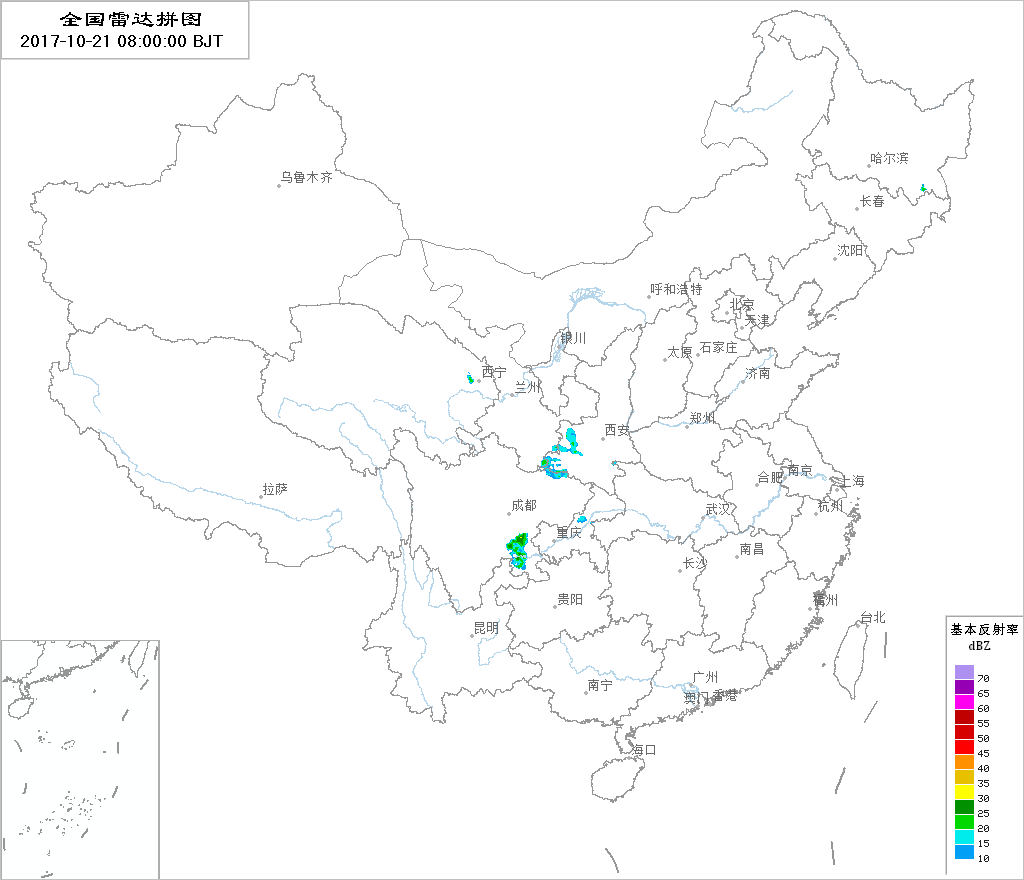 全国雷达拼图
2017-10-21 08:00:00 BJT
哈尔滨
乌鲁木齐
长春
沈阳
呼和浩特
北京
天津
银川
石家庄
太原
西宁
济南
兰州
郑州
西安
南京
合肥
上海
拉萨
成都
武汉
杭州
重庆
南昌
长沙
贵阳
福州
台北
昆明
基本反射率
dBZ
广州
南宁
澳门
香港
海口
70
65
60
55
50
45
40
35
30
25
20
15
10